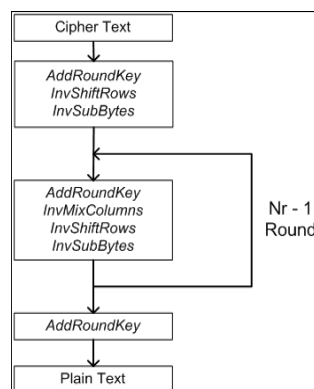 Cipher Text
AddRoundKey
InvShiftRows
InvSubBytes
AddRoundKey
InvMixColumns
InvShiftRows
InvSubBytes
Nr - 1
Round
AddRoundKey
Plain Text